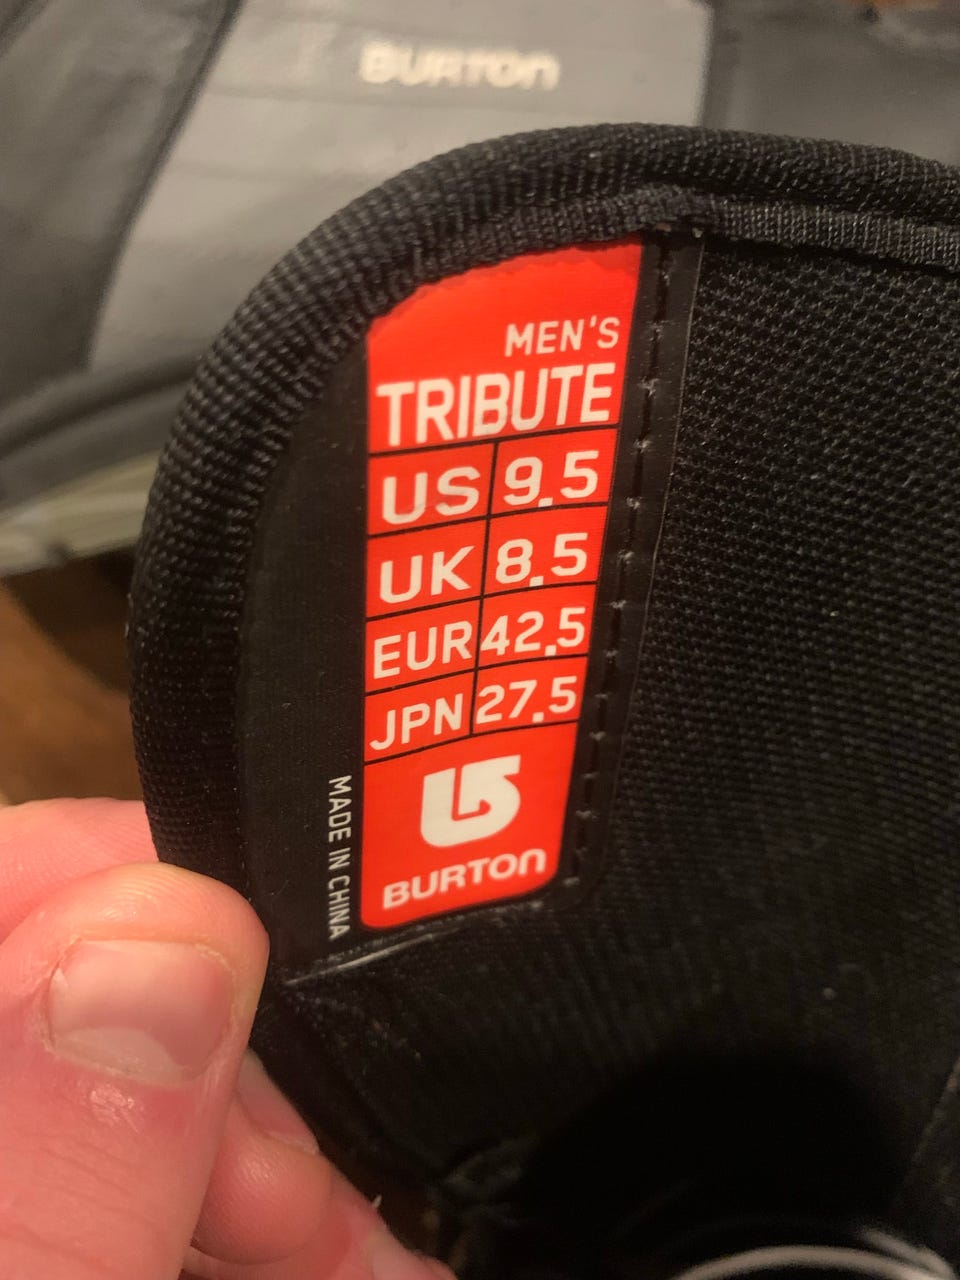 BURTON
MEN'S
TRIBUTE
US 9.5
UK 8.5
EUR 42.5
JPN 27.5
BURTON
MADE IN CHINA